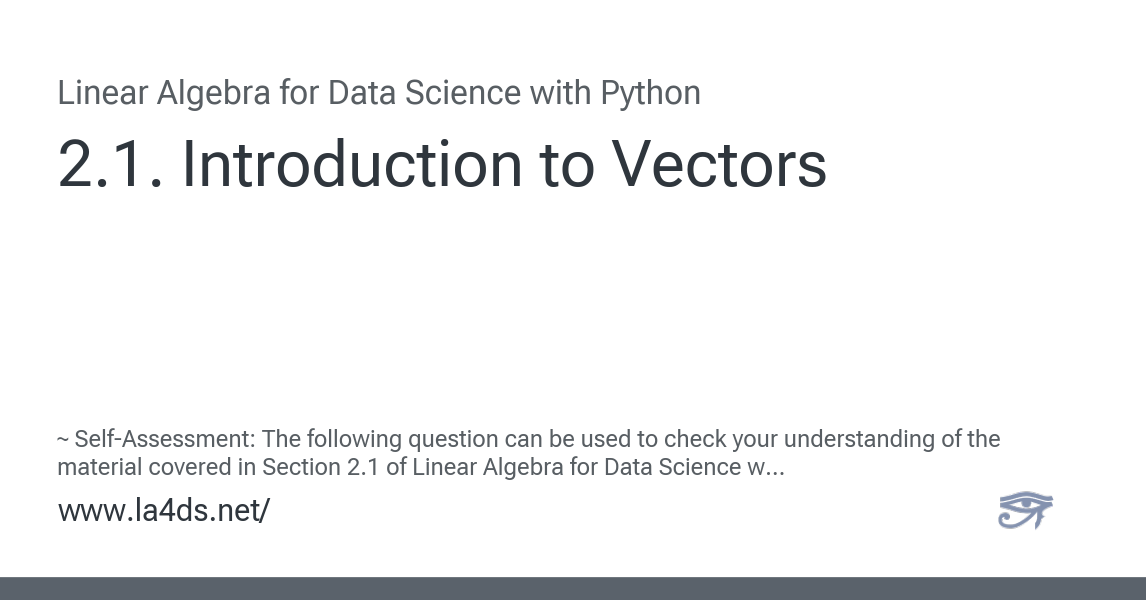 Linear Algebra for Data Science with Python
2.1. Introduction to Vectors
~ Self-Assessment: The following question can be used to check your understanding of the
material covered in Section 2.1 of Linear Algebra for Data Science w...
www.la4ds.net/